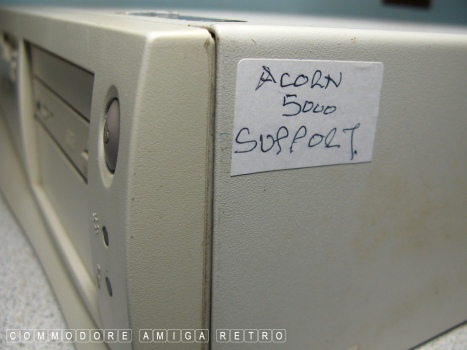 ACORN
5000
SUPPORT.
COMMODORE AMIGA RETRO